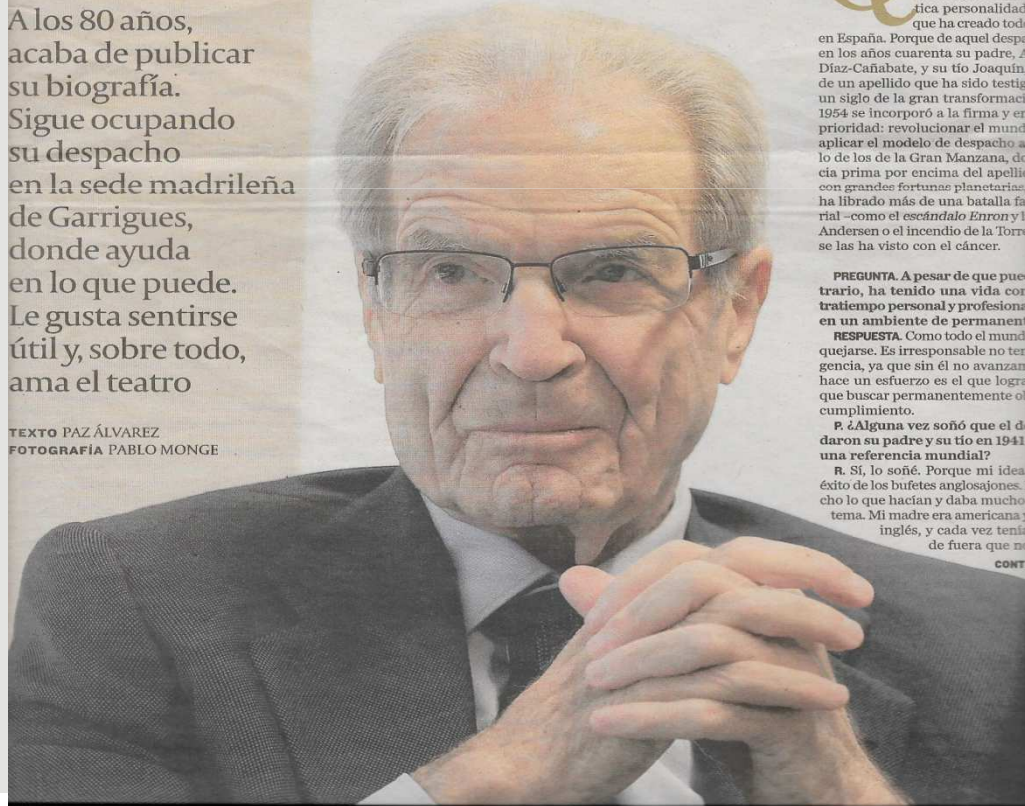 A los 80 años,
acaba de publicar
su biografía.
Sigue ocupando
su despacho
en la sede madrileña
de Garrigues,
donde ayuda
en lo que puede.
Le gusta sentirse
útil y, sobre todo,
ama el teatro
TEXTO PAZ ÁLVAREZ
FOTOGRAFÍA PABLO MONGE
tica personalidad
que ha creado tod
en España. Porque de aquel despa
en los años cuarenta su padre, A
Díaz-Cañabate, y su tío Joaquín,
de un apellido que ha sido testig
un siglo de la gran transformaci
1954 se incorporó a la firma y en
prioridad: revolucionar el mund
aplicar el modelo de despacho a
lo de los de la Gran Manzana, de
cia prima por encima del apelli
con grandes fortunas planetarias
ha librado más de una batalla fa
rial –como el escándalo Enron y l
Andersen o el incendio de la Torre
se las ha visto con el cáncer.
PREGUNTA. A pesar de que pue
trario, ha tenido una vida con
tratiempo personal y profesiona
en un ambiente de permanent
RESPUESTA. Como todo el mund
quejarse. Es irresponsable no ten
gencia, ya que sin él no avanzam
hace un esfuerzo es el que logra
que buscar permanentemente ob
cumplimiento.
P. ¿Alguna vez soñó que el de
daron su padre y su tío en 1941
una referencia mundial?
R. Sí, lo soñé. Porque mi idea
éxito de los bufetes anglosajones.
cho lo que hacían y daba mucho
tema. Mi madre era americana y
inglés, y cada vez tenía
de fuera que no
CONT